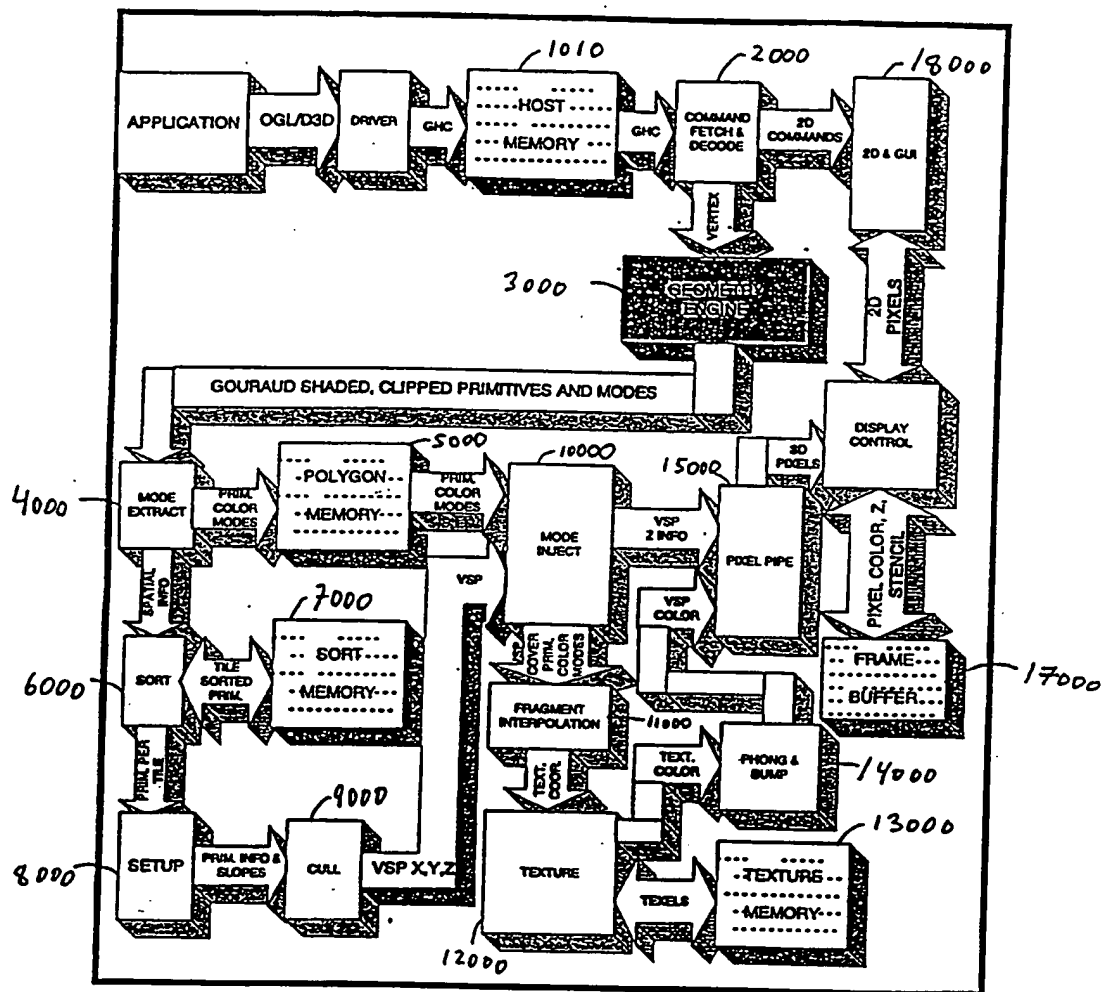 1010
2000
18000
APPLICATION
OGL/D3D
DRIVER
GHC
HOST
MEMORY
GHC
COMMAND
FETCH &
DECODE
2D
COMMANDS
2D & GUI
VERTEX
3000
GEOMETRY
ENGINE
2D
PIXELS
GOURAUD SHADED, CLIPPED PRIMITIVES AND MODES
DISPLAY
CONTROL
3D
PIXELS
4000
MODE
EXTRACT
PRIM.
COLOR
MODES
5000
POLYGON
MEMORY
PRIM.
COLOR
MODES
10000
MODE
INJECT
VSP
Z INFO
15000
PIXEL PIPE
PIXEL COLOR, Z,
STENCIL
SPATIAL
INFO
VSP
VSP
COLOR
7000
6000
SORT
TILE
SORTED
PRIM.
SORT
MEMORY
VSP
COVER
PRIM.
COLOR
MODES
FRAME
BUFFER
17000
FRAGMENT
INTERPOLATION
11000
PRIM. PER
TILE
TEXT.
COOR.
TEXT.
COLOR
PHONG &
BUMP
14000
9000
8000
SETUP
PRIM. INFO &
SLOPES
CULL
VSP X,Y,Z
TEXTURE
12000
TEXELS
13000
TEXTURE
MEMORY